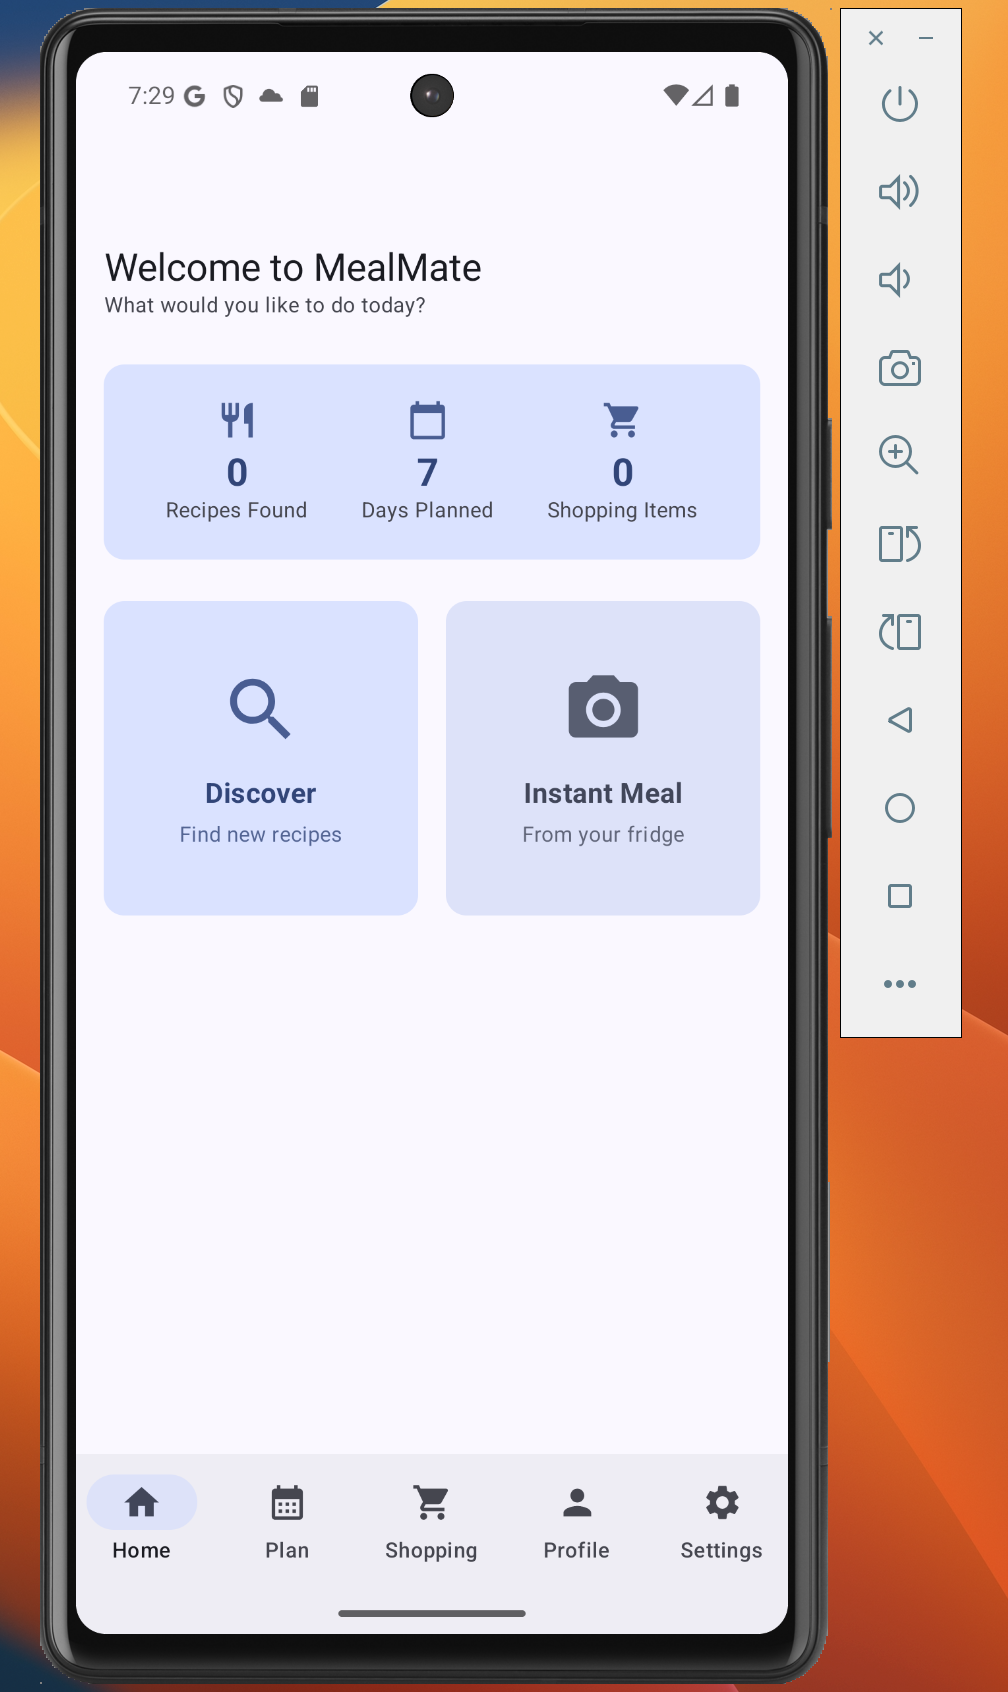 7:29
Welcome to MealMate
What would you like to do today?
0 7 0
Recipes Found Days Planned Shopping Items
Discover Instant Meal
Find new recipes From your fridge
Home Plan Shopping Profile Settings